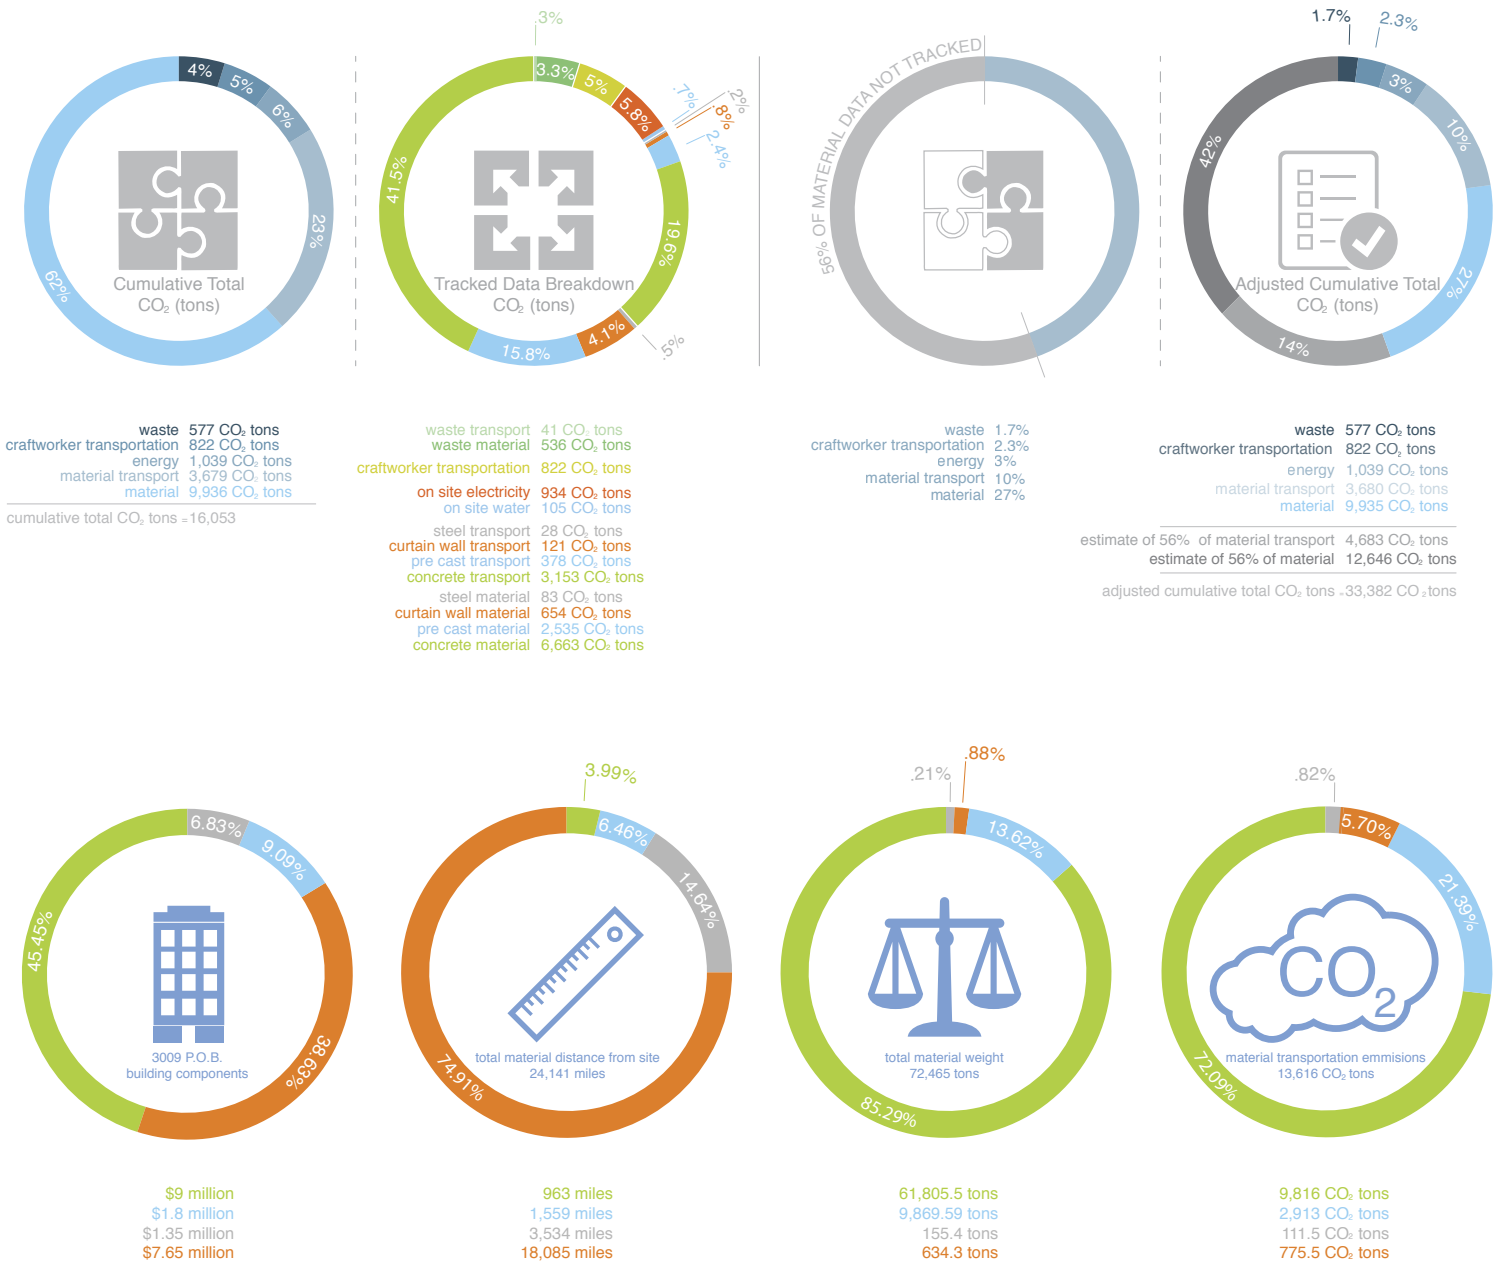 4%
5%
6%
23%
62%
Cumulative Total
CO₂ (tons)
waste 577 CO₂ tons
craftworker transportation 822 CO₂ tons
energy 1,039 CO₂ tons
material transport 3,679 CO₂ tons
material 9,936 CO₂ tons
cumulative total CO₂ tons = 16,053
.3%
3.3%
5%
5.8%
.7%
.2%
.8%
2.4%
19.6%
.5%
4.1%
15.8%
41.5%
Tracked Data Breakdown
CO₂ (tons)
waste transport 41 CO₂ tons
waste material 536 CO₂ tons
craftworker transportation 822 CO₂ tons
on site electricity 934 CO₂ tons
on site water 105 CO₂ tons
steel transport 28 CO₂ tons
curtain wall transport 121 CO₂ tons
pre cast transport 378 CO₂ tons
concrete transport 3,153 CO₂ tons
steel material 83 CO₂ tons
curtain wall material 654 CO₂ tons
pre cast material 2,535 CO₂ tons
concrete material 6,663 CO₂ tons
56% OF MATERIAL DATA NOT TRACKED
waste 1.7%
craftworker transportation 2.3%
energy 3%
material transport 10%
material 27%
1.7%
2.3%
3%
10%
27%
14%
42%
Adjusted Cumulative Total
CO₂ (tons)
waste 577 CO₂ tons
craftworker transportation 822 CO₂ tons
energy 1,039 CO₂ tons
material transport 3,680 CO₂ tons
material 9,935 CO₂ tons
estimate of 56% of material transport 4,683 CO₂ tons
estimate of 56% of material 12,646 CO₂ tons
adjusted cumulative total CO₂ tons = 33,382 CO₂ tons
6.83%
9.09%
38.63%
45.45%
3009 P.O.B.
building components
$9 million
$1.8 million
$1.35 million
$7.65 million
3.99%
6.46%
14.64%
74.91%
total material distance from site
24,141 miles
963 miles
1,559 miles
3,534 miles
18,085 miles
.21%
.88%
13.62%
85.29%
total material weight
72,465 tons
61,805.5 tons
9,869.59 tons
155.4 tons
634.3 tons
.82%
5.70%
21.39%
72.09%
CO₂
material transportation emmisions
13,616 CO₂ tons
9,816 CO₂ tons
2,913 CO₂ tons
111.5 CO₂ tons
775.5 CO₂ tons